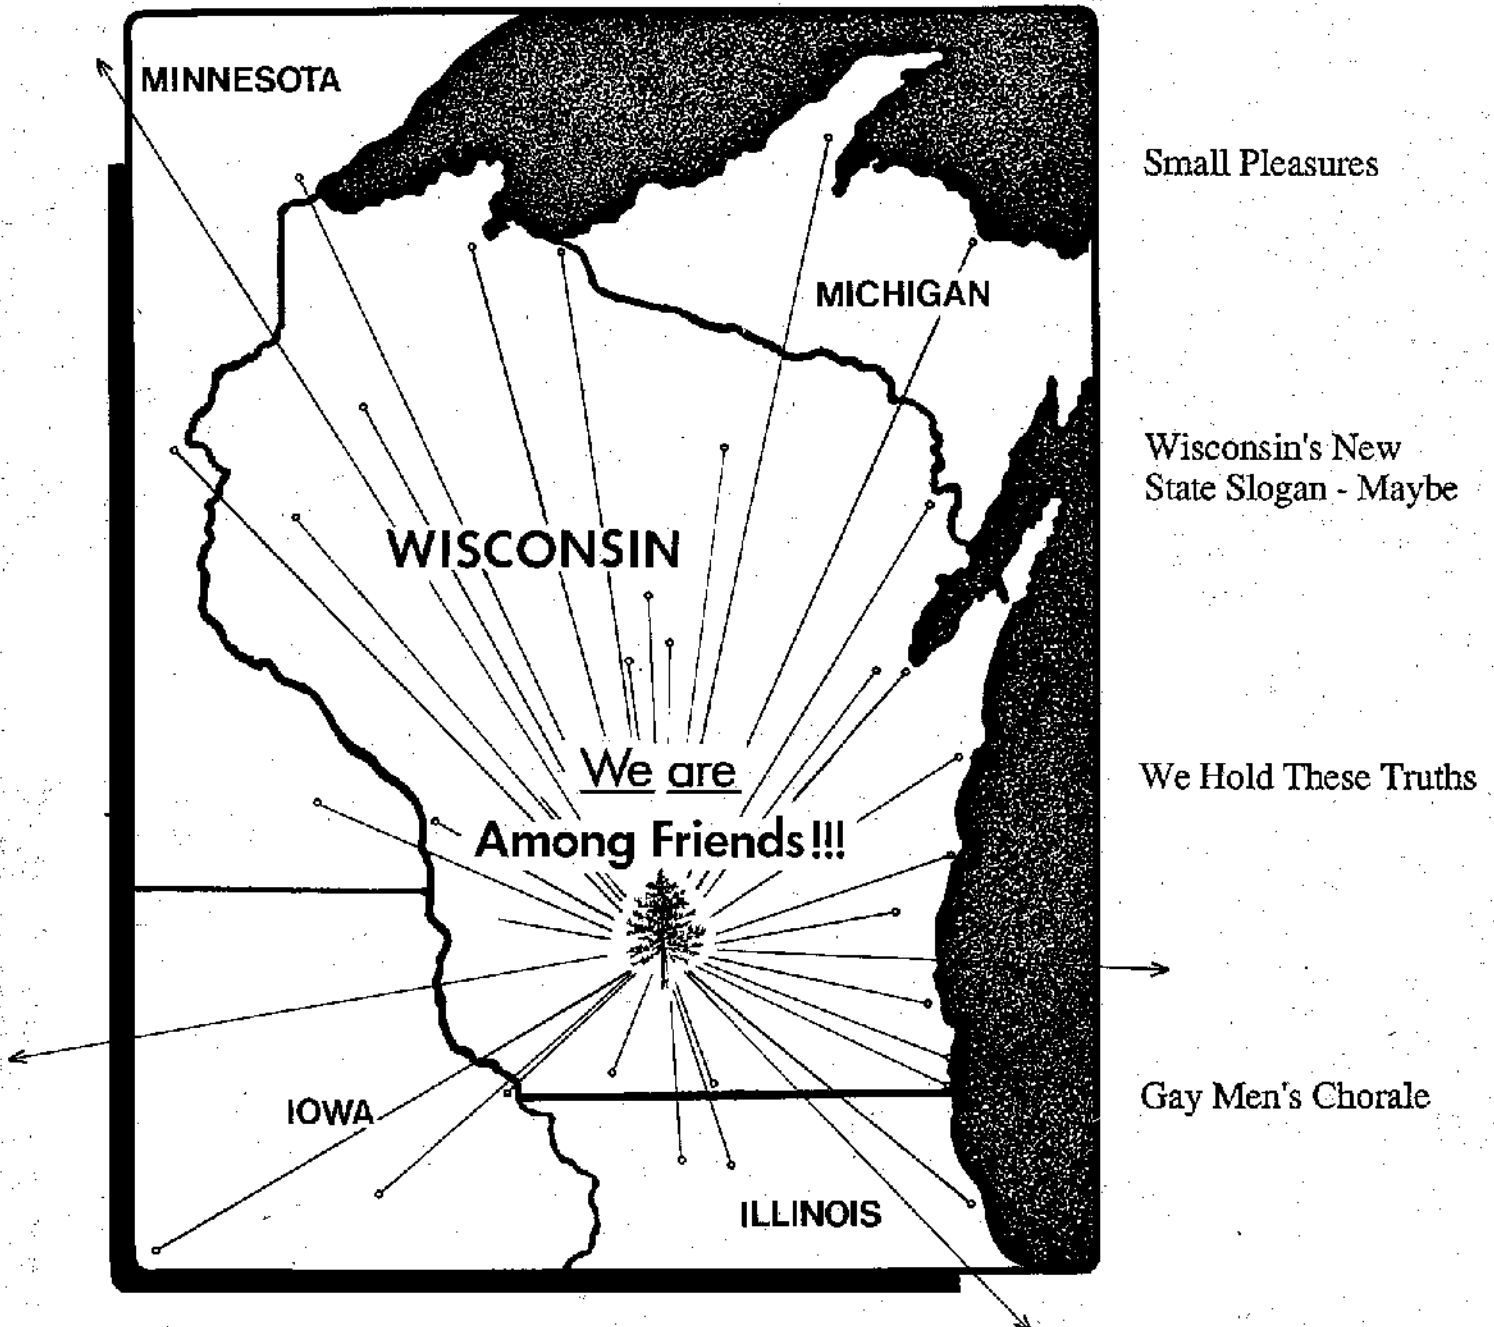 MINNESOTA
Small Pleasures
MICHIGAN
Wisconsin's New
State Slogan - Maybe
WISCONSIN
We are
Among Friends!!!
We Hold These Truths
IOWA
Gay Men's Chorale
ILLINOIS